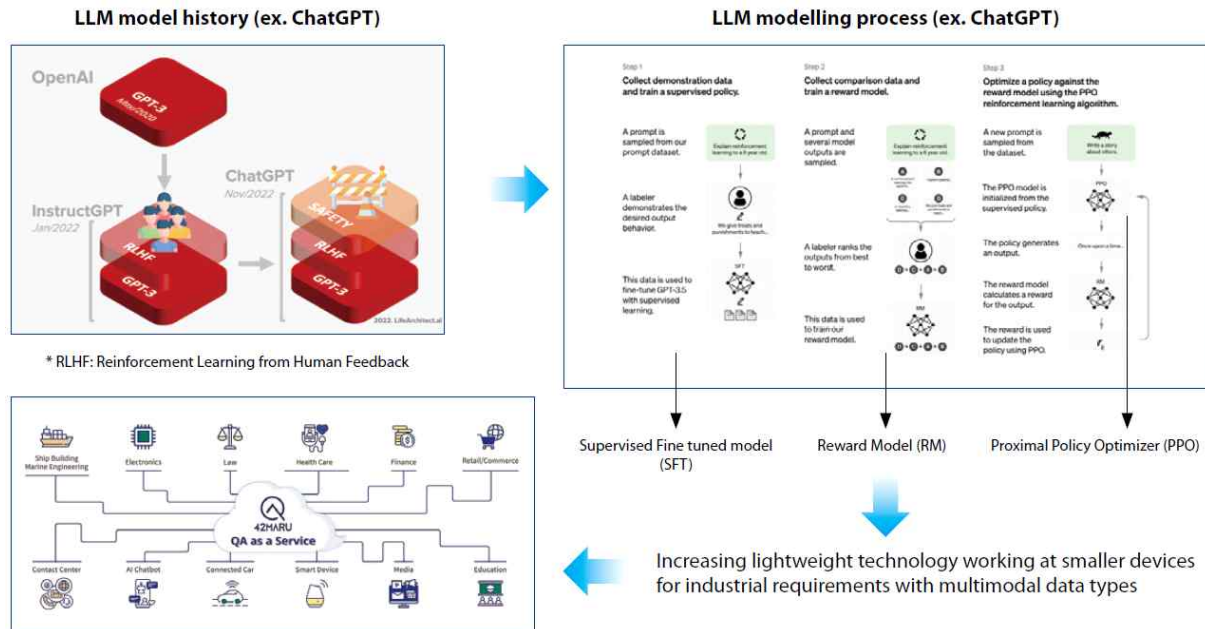 LLM model history (ex. ChatGPT)
OpenAI
GPT-3
May/2020
ChatGPT
Nov/2022
InstructGPT
Jan/2022
SAFETY
RLHF
RLHF
GPT-3
GPT-3
2022. LifeArchitect.ai
* RLHF: Reinforcement Learning from Human Feedback
LLM modelling process (ex. ChatGPT)
Step 1
Collect demonstration data
and train a supervised policy.
A prompt is
sampled from our
prompt dataset.
Explain reinforcement
learning to a 6 year old.
A labeler
demonstrates the
desired output
behavior.
We give treats and
punishments to teach...
This data is used to
fine-tune GPT-3.5
with supervised
learning.
SFT
Step 2
Collect comparison data and
train a reward model.
A prompt and
several model
outputs are
sampled.
Explain reinforcement
learning to a 6 year old.
A
B
C
D
A labeler ranks the
outputs from best
to worst.
D > C > A > B
This data is used
to train our
reward model.
RM
D > C > A > B
Step 3
Optimize a policy against the
reward model using the PPO
reinforcement learning algorithm.
A new prompt is
sampled from
the dataset.
Write a story
about otters.
The PPO model is
initialized from the
supervised policy.
PPO
The policy generates
an output.
Once upon a time...
The reward model
calculates a reward
for the output.
RM
The reward is used
to update the
policy using PPO.
Supervised Fine tuned model
(SFT)
Reward Model (RM)
Proximal Policy Optimizer (PPO)
Increasing lightweight technology working at smaller devices
for industrial requirements with multimodal data types
Ship Building
Marine Engineering
Electronics
Law
Health Care
Finance
Retail/Commerce
42MARU
QA as a Service
Contact Center
AI Chatbot
Connected Car
Smart Device
Media
Education